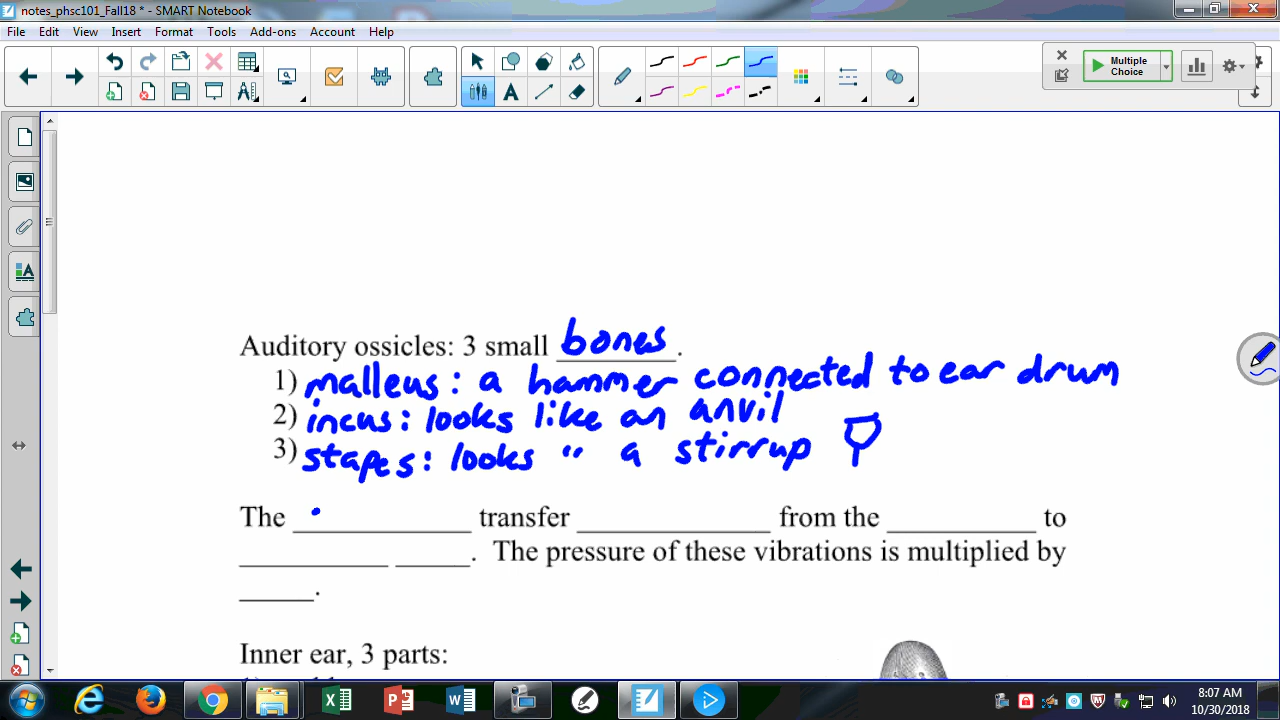 notes_phsc101_Fall18 * - SMART Notebook
File Edit View Insert Format Tools Add-ons Account Help
Multiple
Choice
Auditory ossicles: 3 small bones.
1) malleus: a hammer connected to ear drum
2) incus: looks like an anvil
3) stapes: looks " a stirrup
The ____________ transfer _____________ from the __________ to
__________ _____. The pressure of these vibrations is multiplied by
_____.
Inner ear, 3 parts:
8:07 AM
10/30/2018